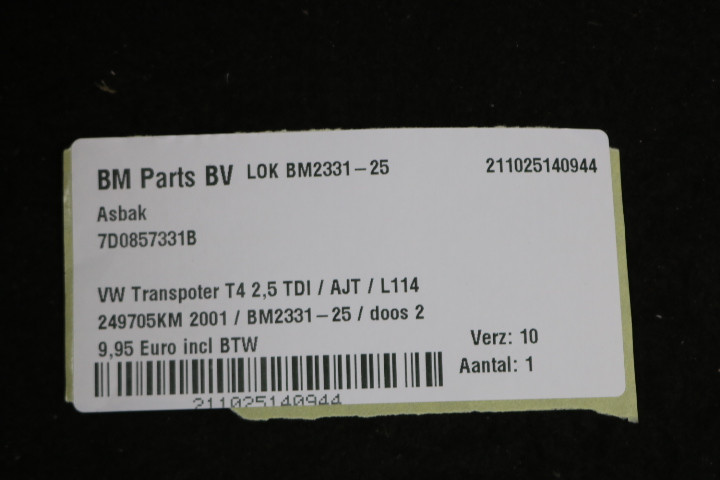 BM Parts BV LOK BM2331-25 211025140944
Asbak
7D0857331B
VW Transpoter T4 2,5 TDI / AJT / L114
249705KM 2001 / BM2331-25 / doos 2
9,95 Euro incl BTW Verz: 10
Aantal: 1
211025140944